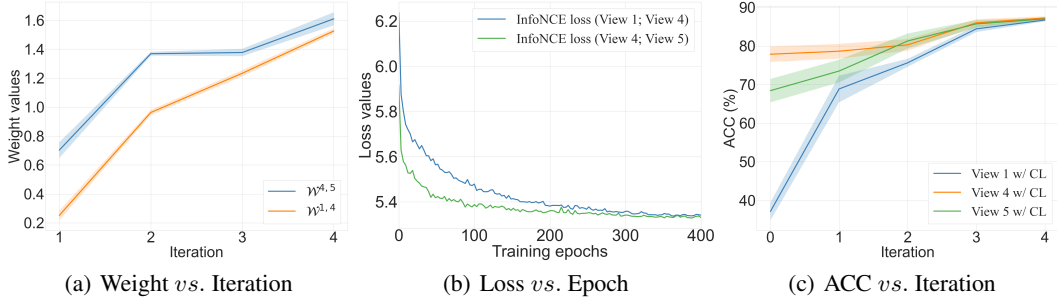 1.6
1.4
1.2
1.0
0.8
0.6
0.4
0.2
Weight values
1
2
3
4
Iteration
𝒲4,5
𝒲1,4
(a) Weight vs. Iteration
6.2
6.0
5.8
5.6
5.4
Loss values
0
100
200
300
400
Training epochs
InfoNCE loss (View 1; View 4)
InfoNCE loss (View 4; View 5)
(b) Loss vs. Epoch
90
80
70
60
50
40
ACC (%)
0
1
2
3
4
Iteration
View 1 w/ CL
View 4 w/ CL
View 5 w/ CL
(c) ACC vs. Iteration